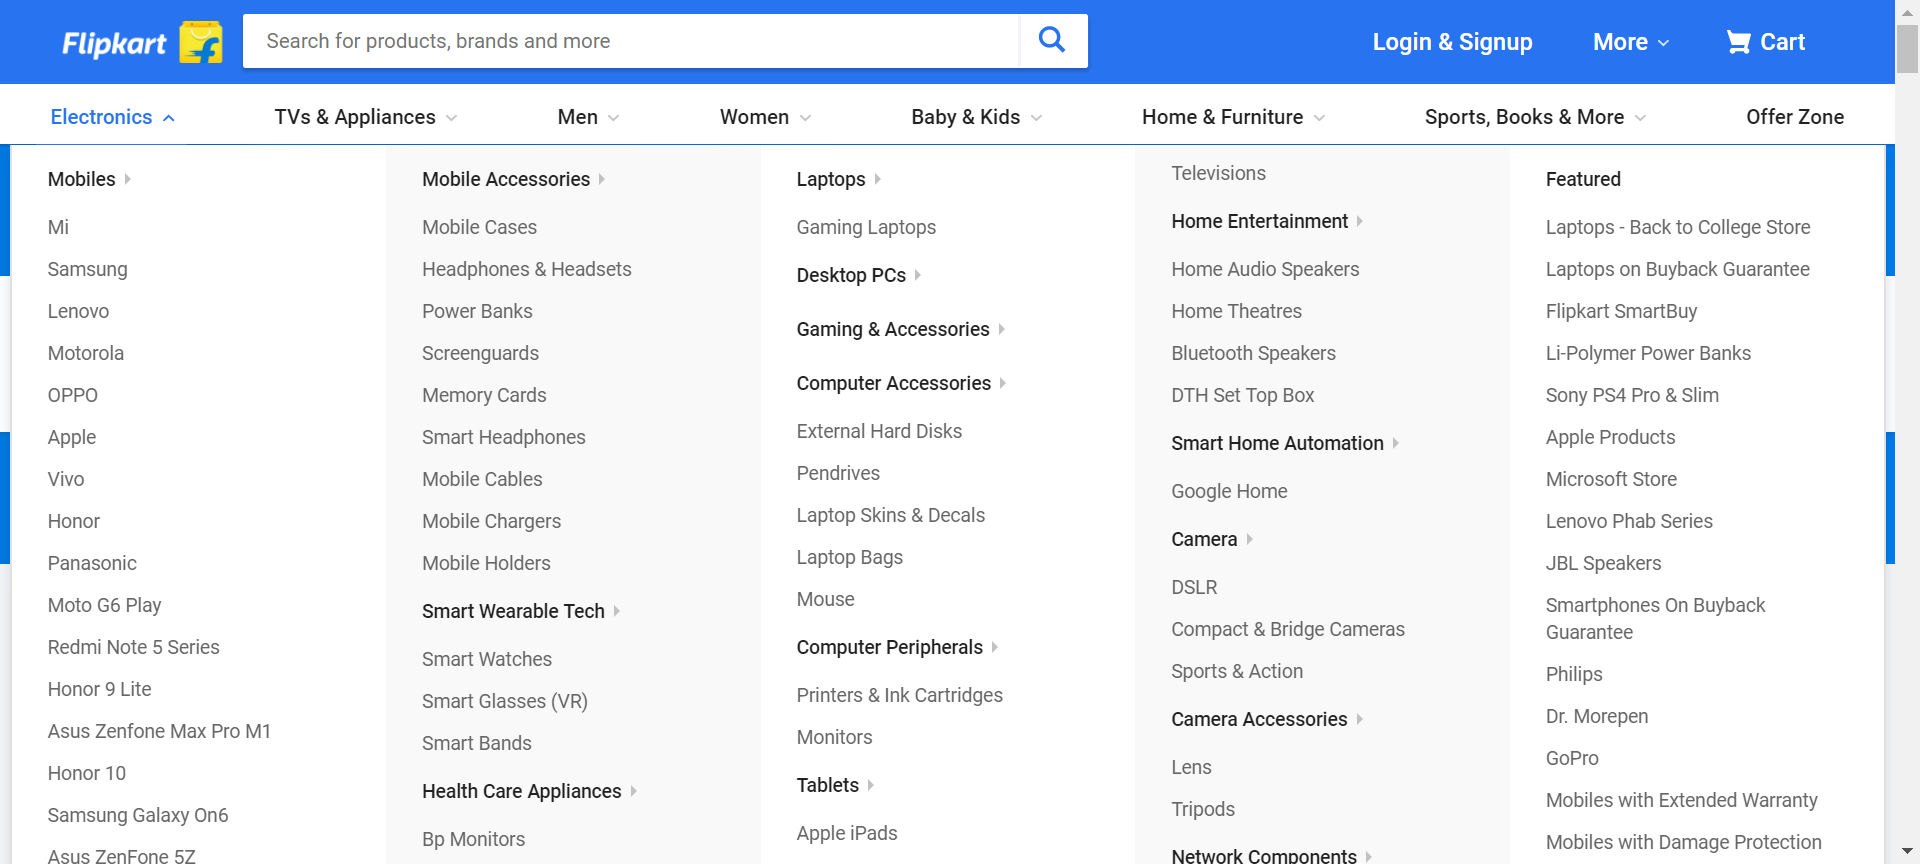 Flipkart
Search for products, brands and more
Login & Signup
More
Cart
Electronics
TVs & Appliances
Men
Women
Baby & Kids
Home & Furniture
Sports, Books & More
Offer Zone
Mobiles
Mi
Samsung
Lenovo
Motorola
OPPO
Apple
Vivo
Honor
Panasonic
Moto G6 Play
Redmi Note 5 Series
Honor 9 Lite
Asus Zenfone Max Pro M1
Honor 10
Samsung Galaxy On6
Asus ZenFone 5Z
Mobile Accessories
Mobile Cases
Headphones & Headsets
Power Banks
Screenguards
Memory Cards
Smart Headphones
Mobile Cables
Mobile Chargers
Mobile Holders
Smart Wearable Tech
Smart Watches
Smart Glasses (VR)
Smart Bands
Health Care Appliances
Bp Monitors
Laptops
Gaming Laptops
Desktop PCs
Gaming & Accessories
Computer Accessories
External Hard Disks
Pendrives
Laptop Skins & Decals
Laptop Bags
Mouse
Computer Peripherals
Printers & Ink Cartridges
Monitors
Tablets
Apple iPads
Televisions
Home Entertainment
Home Audio Speakers
Home Theatres
Bluetooth Speakers
DTH Set Top Box
Smart Home Automation
Google Home
Camera
DSLR
Compact & Bridge Cameras
Sports & Action
Camera Accessories
Lens
Tripods
Network Components
Featured
Laptops - Back to College Store
Laptops on Buyback Guarantee
Flipkart SmartBuy
Li-Polymer Power Banks
Sony PS4 Pro & Slim
Apple Products
Microsoft Store
Lenovo Phab Series
JBL Speakers
Smartphones On Buyback
Guarantee
Philips
Dr. Morepen
GoPro
Mobiles with Extended Warranty
Mobiles with Damage Protection